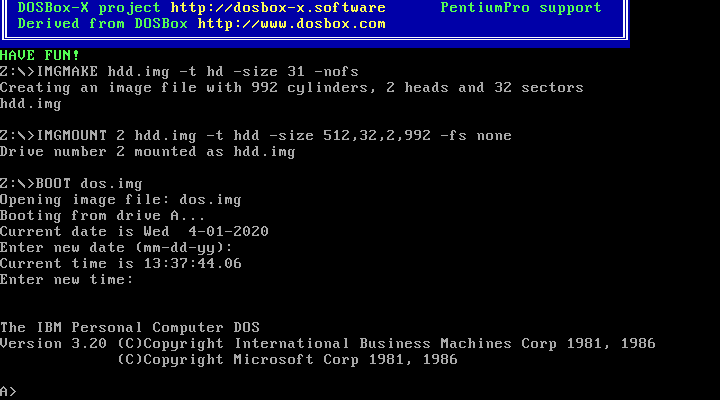 DOSBox-X project http://dosbox-x.software PentiumPro support
Derived from DOSBox http://www.dosbox.com
HAVE FUN!
Z:\>IMGMAKE hdd.img -t hd -size 31 -nofs
Creating an image file with 992 cylinders, 2 heads and 32 sectors
hdd.img
Z:\>IMGMOUNT 2 hdd.img -t hdd -size 512,32,2,992 -fs none
Drive number 2 mounted as hdd.img
Z:\>BOOT dos.img
Opening image file: dos.img
Booting from drive A...
Current date is Wed  4-01-2020
Enter new date (mm-dd-yy):
Current time is 13:37:44.06
Enter new time:
The IBM Personal Computer DOS
Version 3.20 (C)Copyright International Business Machines Corp 1981, 1986
(C)Copyright Microsoft Corp 1981, 1986
A>